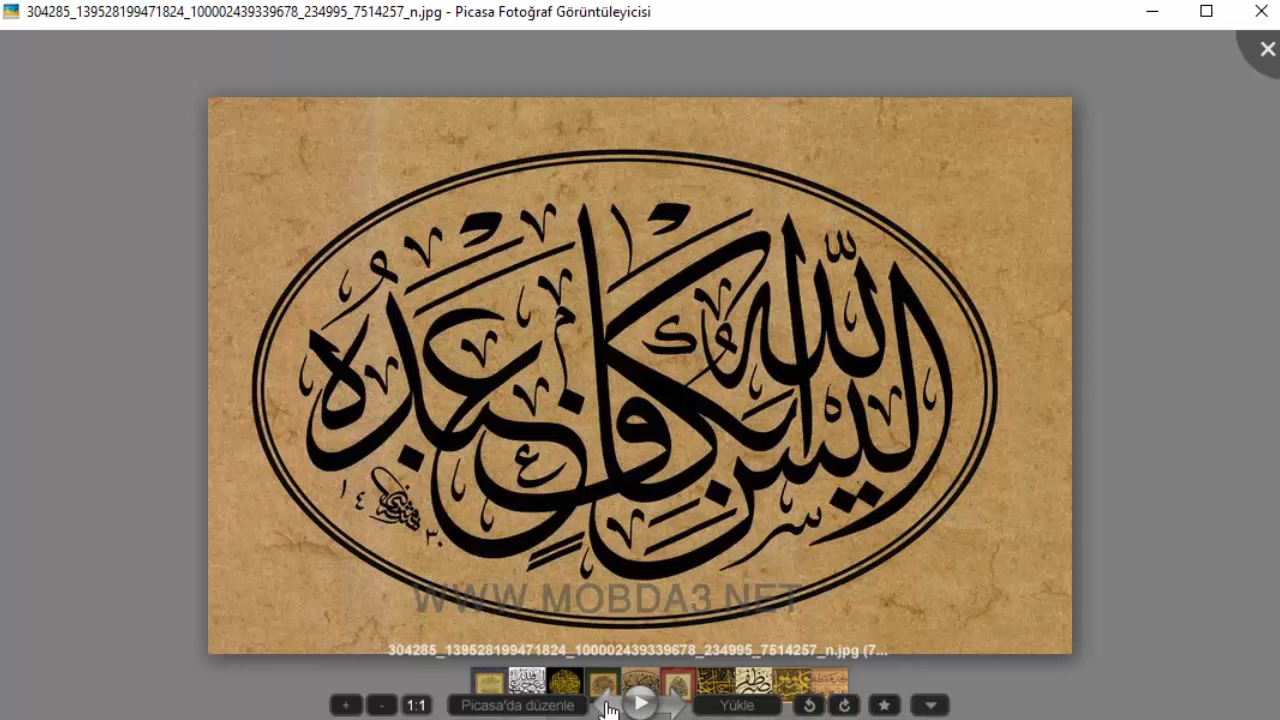 304285_139528199471824_100002439339678_234995_7514257_n.jpg - Picasa Fotoğraf Görüntüleyicisi
أليس الله بكاف عبده
١٤٣٠
WWW.MOBDA3.NET
304285_139528199471824_100002439339678_234995_7514257_n.jpg (7...
1:1
Picasa'da düzenle
Yükle